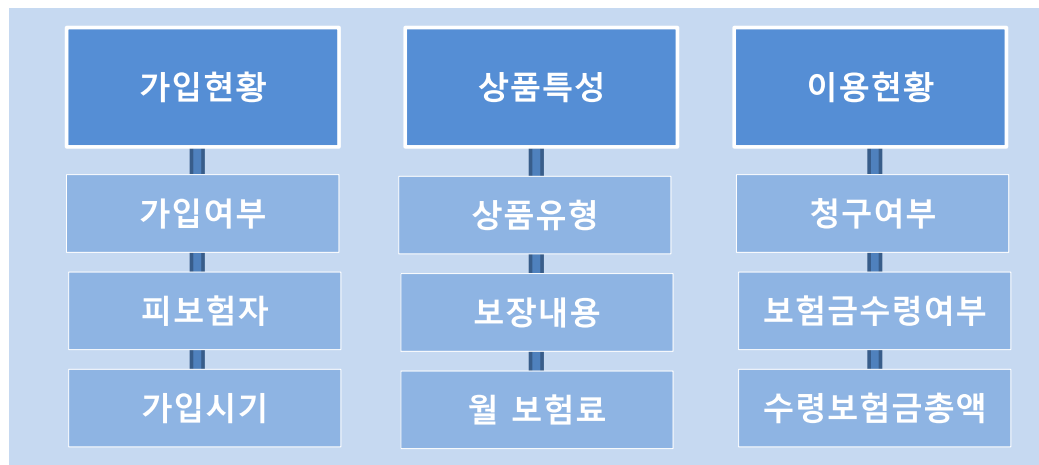 가입현황
가입여부
피보험자
가입시기
상품특성
상품유형
보장내용
월 보험료
이용현황
청구여부
보험금수령여부
수령보험금총액